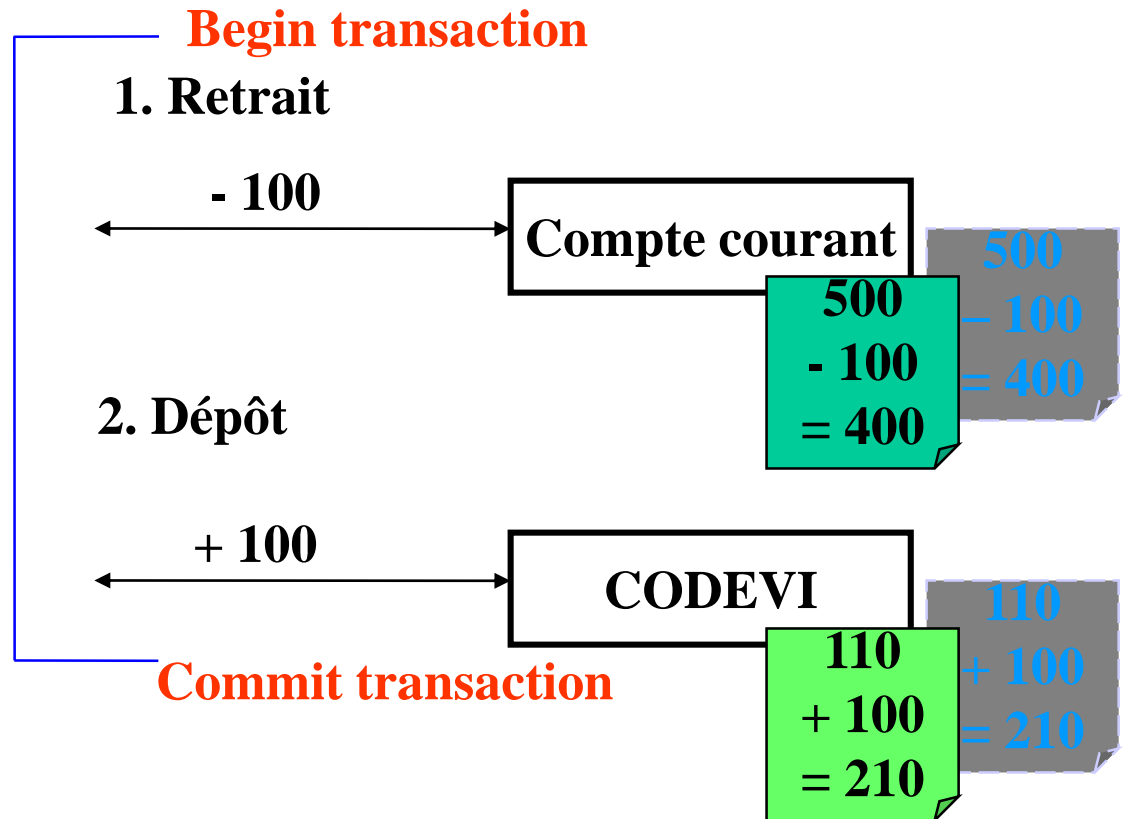 Begin transaction
1. Retrait
- 100
Compte courant
500
- 100
= 400
500
– 100
= 400
2. Dépôt
+ 100
CODEVI
110
+ 100
= 210
110
+ 100
= 210
Commit transaction